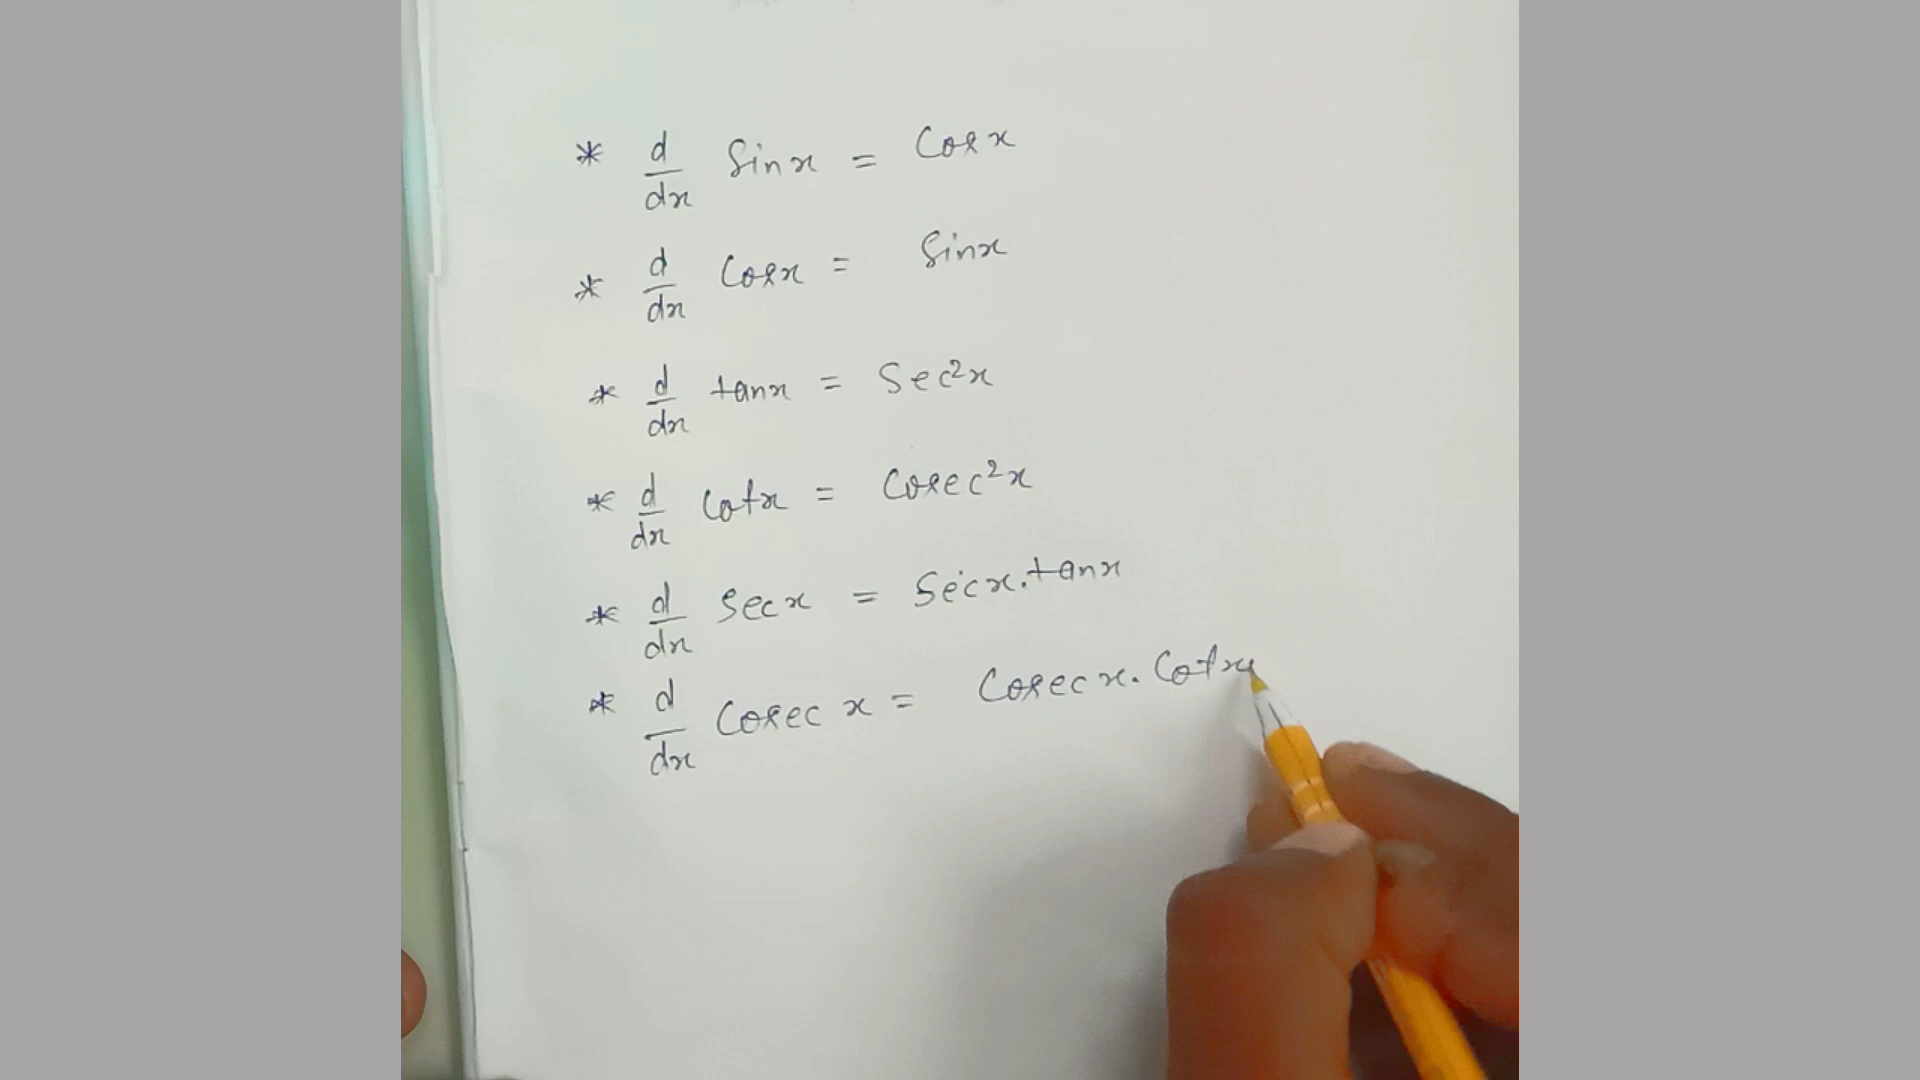 * d/dx Sinx = Cosx
* d/dx Cosx = Sinx
* d/dx tanx = Sec²x
* d/dx Cotx = Cosec²x
* d/dx Secx = Secx.tanx
* d/dx Cosec x = Cosec x. Cotx